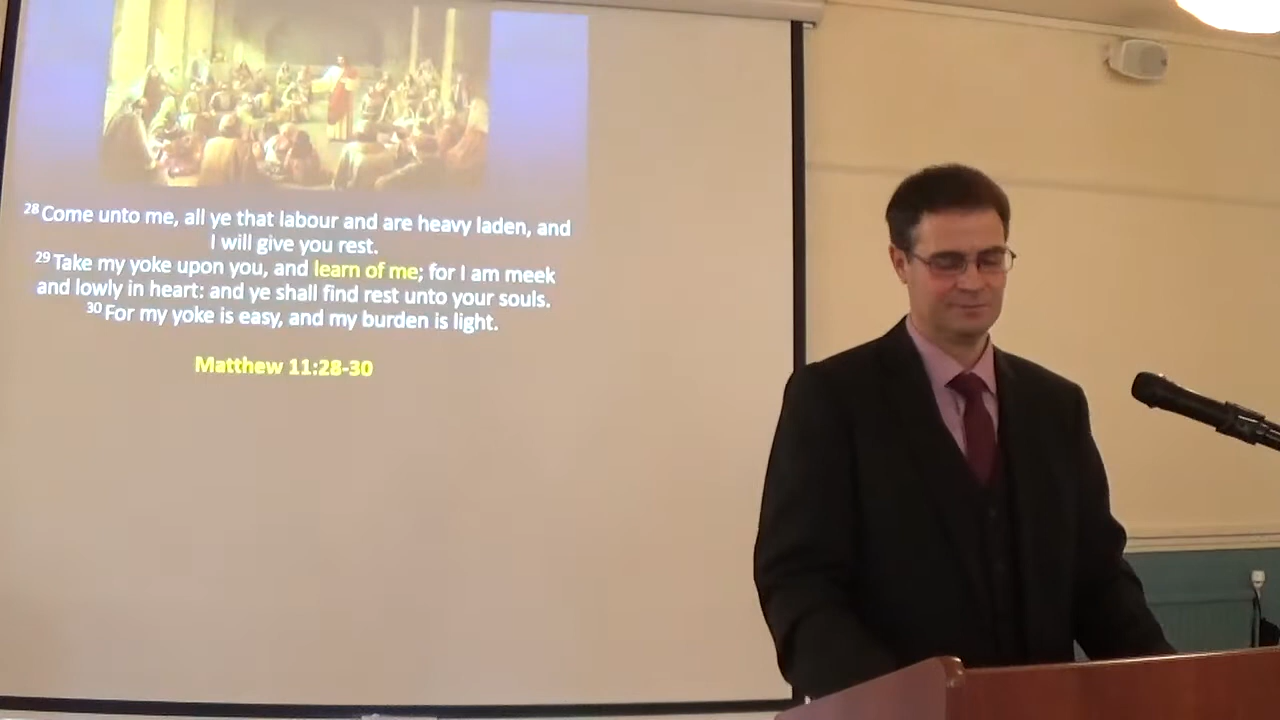 28 Come unto me, all ye that labour and are heavy laden, and
I will give you rest.
29 Take my yoke upon you, and learn of me; for I am meek
and lowly in heart: and ye shall find rest unto your souls.
30 For my yoke is easy, and my burden is light.
Matthew 11:28-30